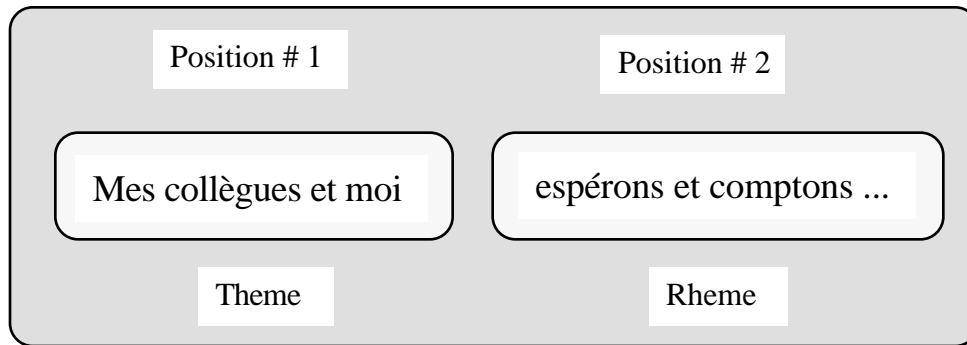 Position # 1 Position # 2
Mes collègues et moi espérons et comptons ...
Theme Rheme